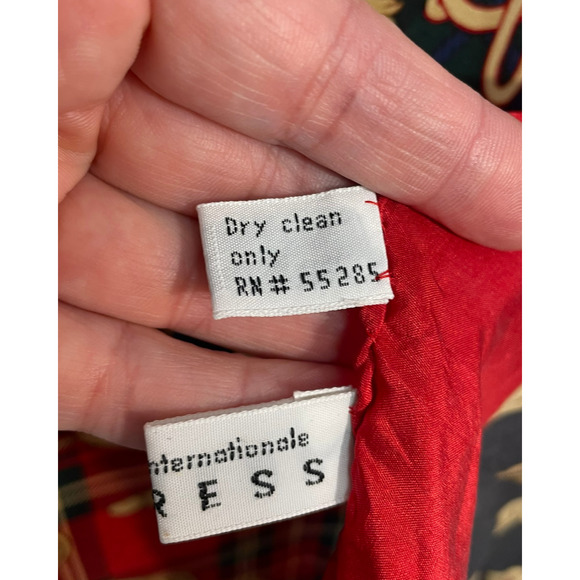 Dry clean
only
RN# 55285
nternationale
RESS